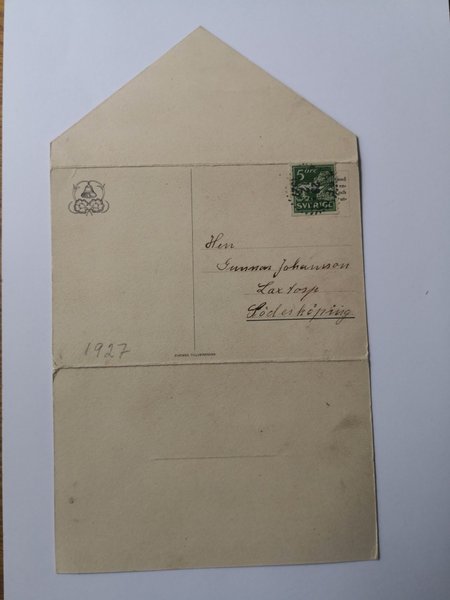 5 ÖRE
SVERIGE
Herr
Gunnar Johansson
Laxtorp
Söderköping
1927